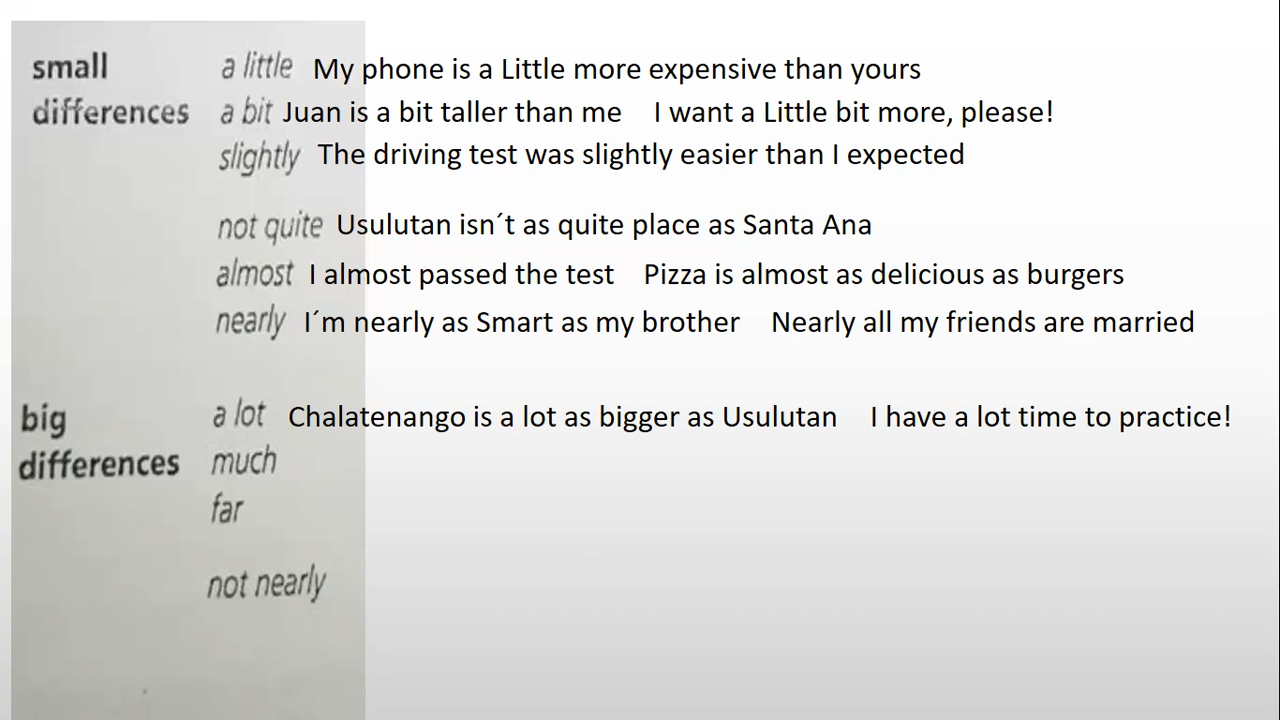 small a little My phone is a Little more expensive than yours
differences a bit Juan is a bit taller than me I want a Little bit more, please!
slightly The driving test was slightly easier than I expected
not quite Usulutan isn´t as quite place as Santa Ana
almost I almost passed the test Pizza is almost as delicious as burgers
nearly I´m nearly as Smart as my brother Nearly all my friends are married
big a lot Chalatenango is a lot as bigger as Usulutan I have a lot time to practice!
differences much
far
not nearly